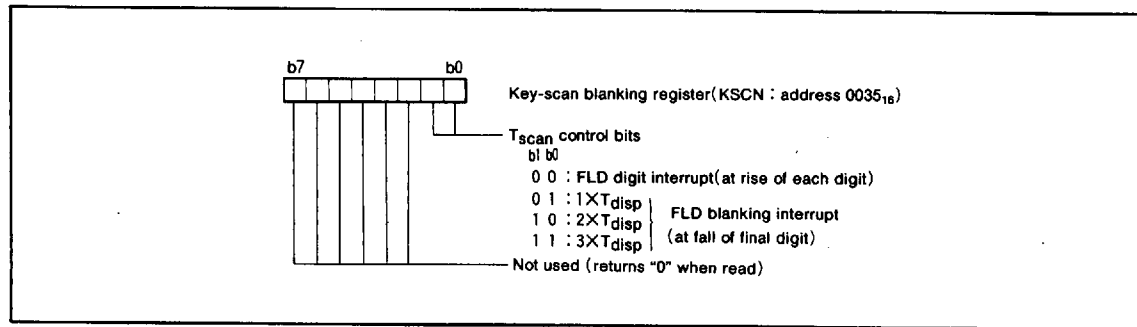 b7 b0
Key-scan blanking register(KSCN : address 0035₁₆)
Tscan control bits
b1 b0
0 0 : FLD digit interrupt(at rise of each digit)
0 1 : 1×Tdisp
1 0 : 2×Tdisp
1 1 : 3×Tdisp
FLD blanking interrupt
(at fall of final digit)
Not used (returns "0" when read)